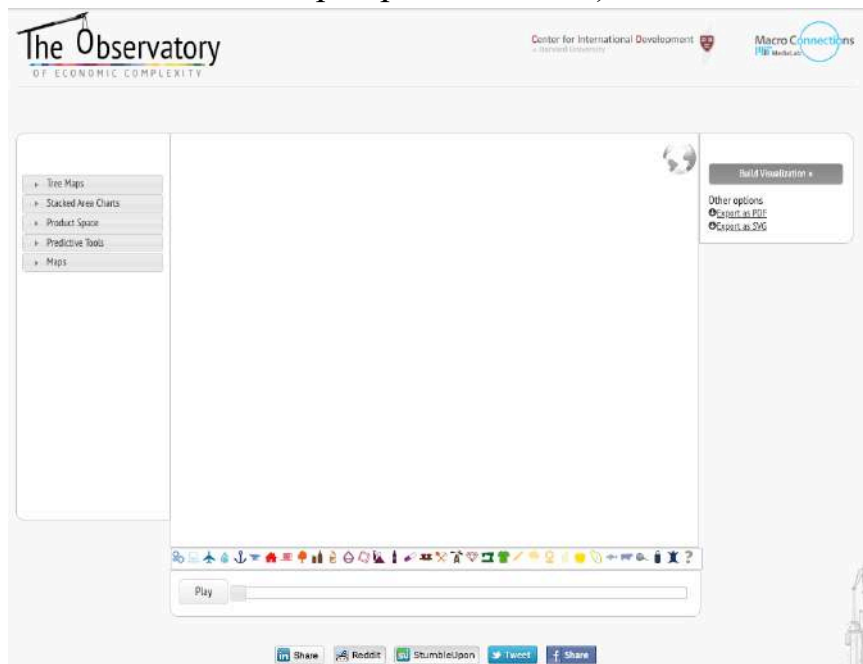 The Observatory
OF ECONOMIC COMPLEXITY
Center for International Development
Macro Connections
Tree Maps
Stacked Area Charts
Product Space
Predictive Tools
Maps
Build Visualization »
Other options
Export as PDF
Export as SVG
?
Play
in Share
Reddit
StumbleUpon
Tweet
f Share